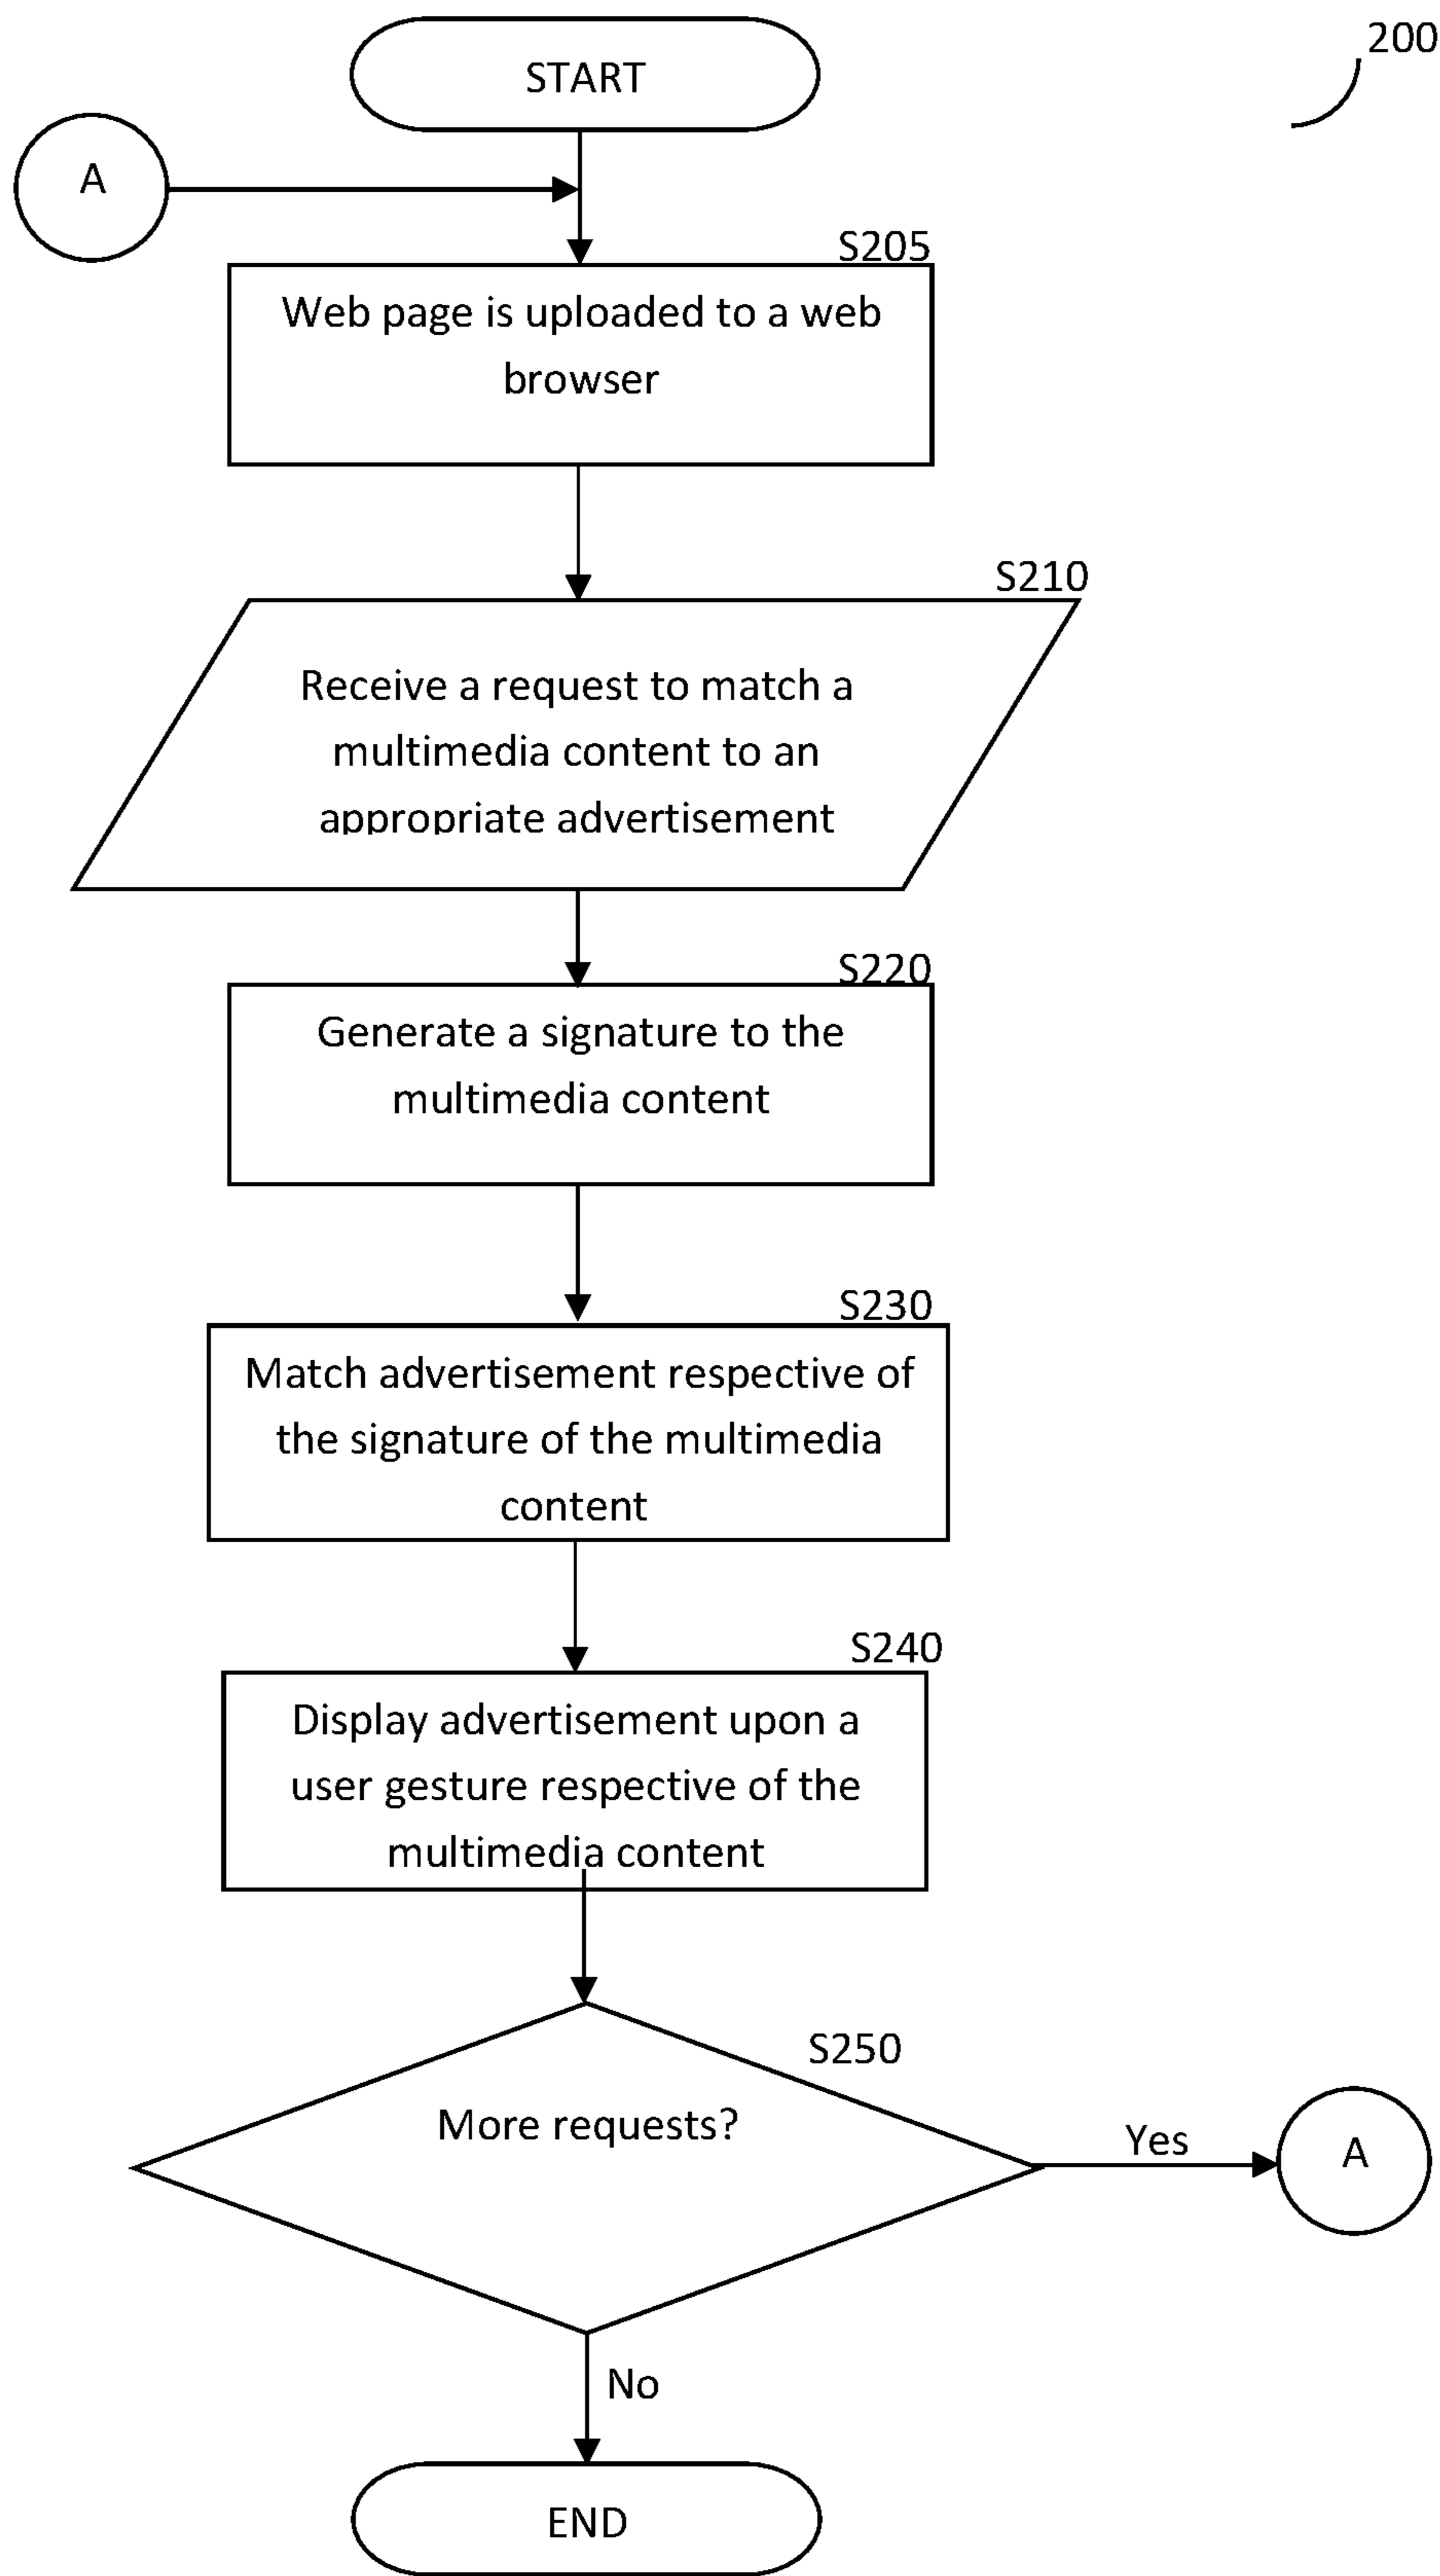 200
START
A
S205
Web page is uploaded to a web
browser
S210
Receive a request to match a
multimedia content to an
appropriate advertisement
S220
Generate a signature to the
multimedia content
S230
Match advertisement respective of
the signature of the multimedia
content
S240
Display advertisement upon a
user gesture respective of the
multimedia content
S250
More requests?
Yes
A
No
END